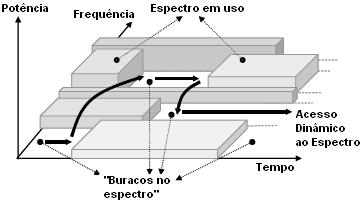 Potência
Frequência
Espectro em uso
Acesso
Dinâmico
ao Espectro
Tempo
"Buracos no
espectro"